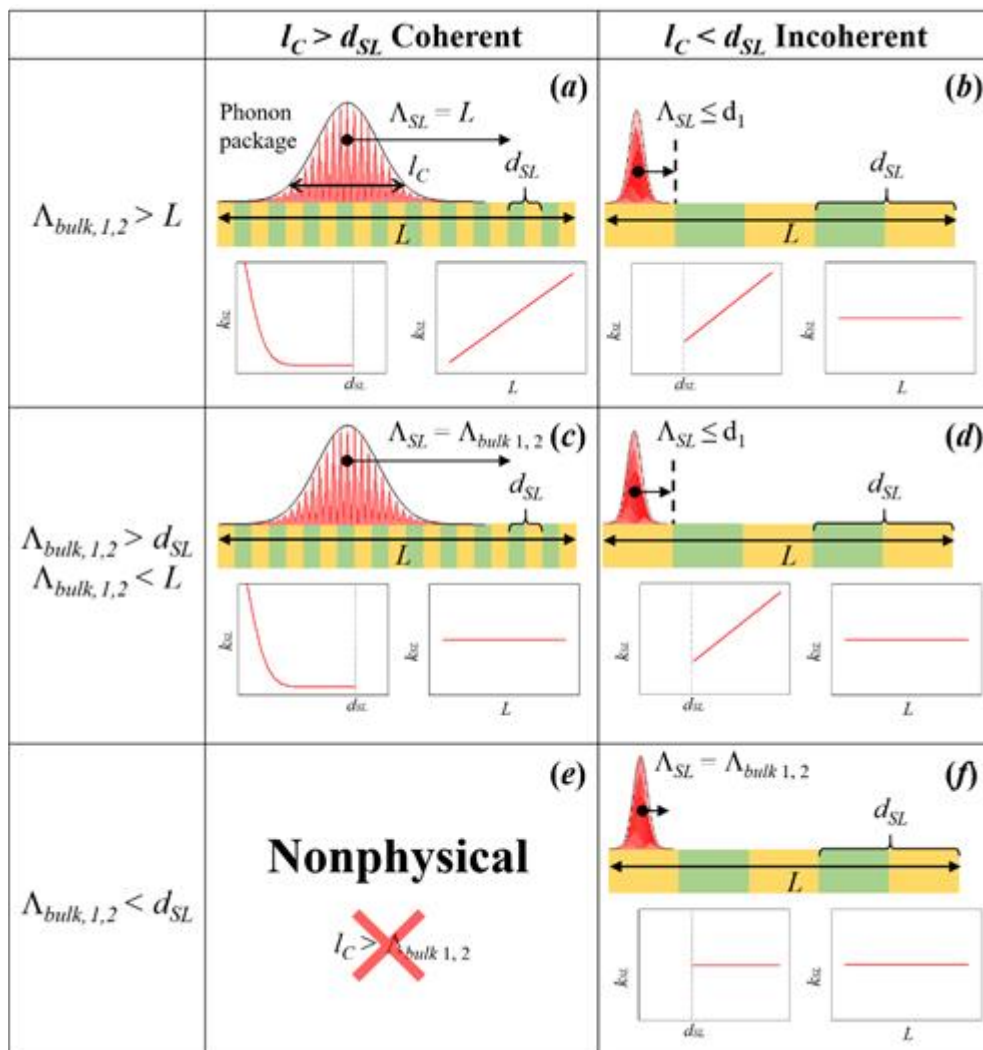 l_C > d_SL Coherent
l_C < d_SL Incoherent
Λ_bulk, 1,2 > L
(a)
Phonon
package
Λ_SL = L
l_C
d_SL
L
k_SL
d_SL
k_SL
L
(b)
Λ_SL ≤ d_1
d_SL
L
k_SL
d_SL
k_SL
L
Λ_bulk, 1,2 > d_SL
Λ_bulk, 1,2 < L
(c)
Λ_SL = Λ_bulk 1, 2
d_SL
L
k_SL
d_SL
k_SL
L
(d)
Λ_SL ≤ d_1
d_SL
L
k_SL
d_SL
k_SL
L
Λ_bulk, 1,2 < d_SL
(e)
Nonphysical
l_C > Λ_bulk 1, 2
(f)
Λ_SL = Λ_bulk 1, 2
d_SL
L
k_SL
d_SL
k_SL
L